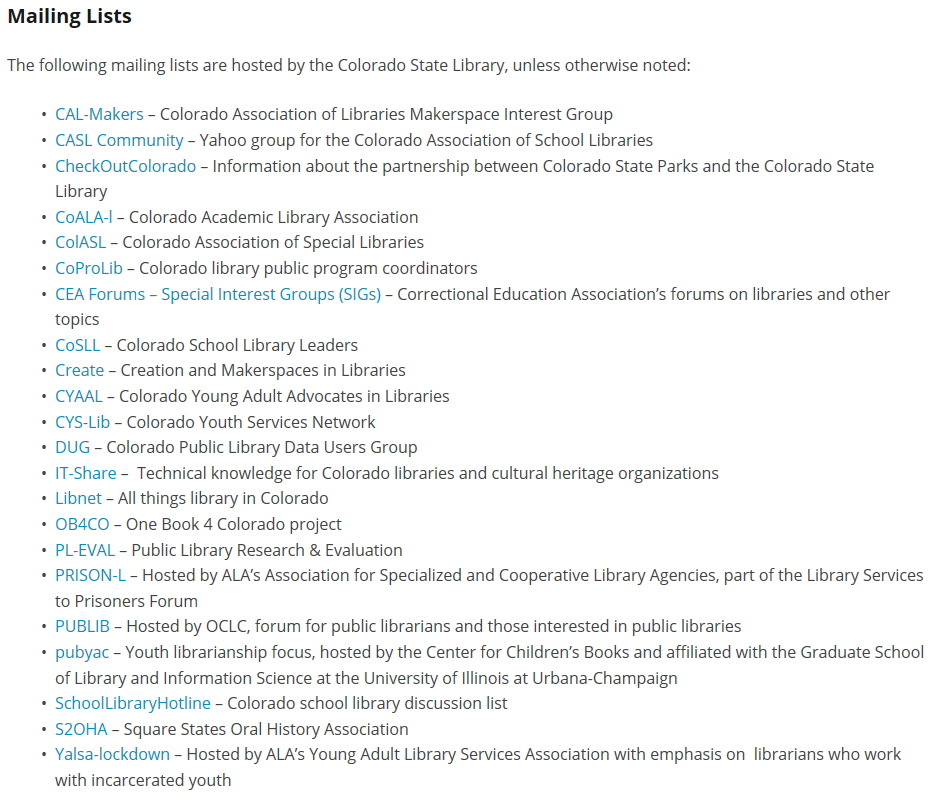 Mailing Lists
The following mailing lists are hosted by the Colorado State Library, unless otherwise noted:
• CAL-Makers – Colorado Association of Libraries Makerspace Interest Group
• CASL Community – Yahoo group for the Colorado Association of School Libraries
• CheckOutColorado – Information about the partnership between Colorado State Parks and the Colorado State
Library
• CoALA-l – Colorado Academic Library Association
• ColASL – Colorado Association of Special Libraries
• CoProLib – Colorado library public program coordinators
• CEA Forums – Special Interest Groups (SIGs) – Correctional Education Association’s forums on libraries and other
topics
• CoSLL – Colorado School Library Leaders
• Create – Creation and Makerspaces in Libraries
• CYAAL – Colorado Young Adult Advocates in Libraries
• CYS-Lib – Colorado Youth Services Network
• DUG – Colorado Public Library Data Users Group
• IT-Share –  Technical knowledge for Colorado libraries and cultural heritage organizations
• Libnet – All things library in Colorado
• OB4CO – One Book 4 Colorado project
• PL-EVAL – Public Library Research & Evaluation
• PRISON-L – Hosted by ALA’s Association for Specialized and Cooperative Library Agencies, part of the Library Services
to Prisoners Forum
• PUBLIB – Hosted by OCLC, forum for public librarians and those interested in public libraries
• pubyac – Youth librarianship focus, hosted by the Center for Children’s Books and affiliated with the Graduate School
of Library and Information Science at the University of Illinois at Urbana-Champaign
• SchoolLibraryHotline – Colorado school library discussion list
• S2OHA – Square States Oral History Association
• Yalsa-lockdown – Hosted by ALA’s Young Adult Library Services Association with emphasis on  librarians who work
with incarcerated youth